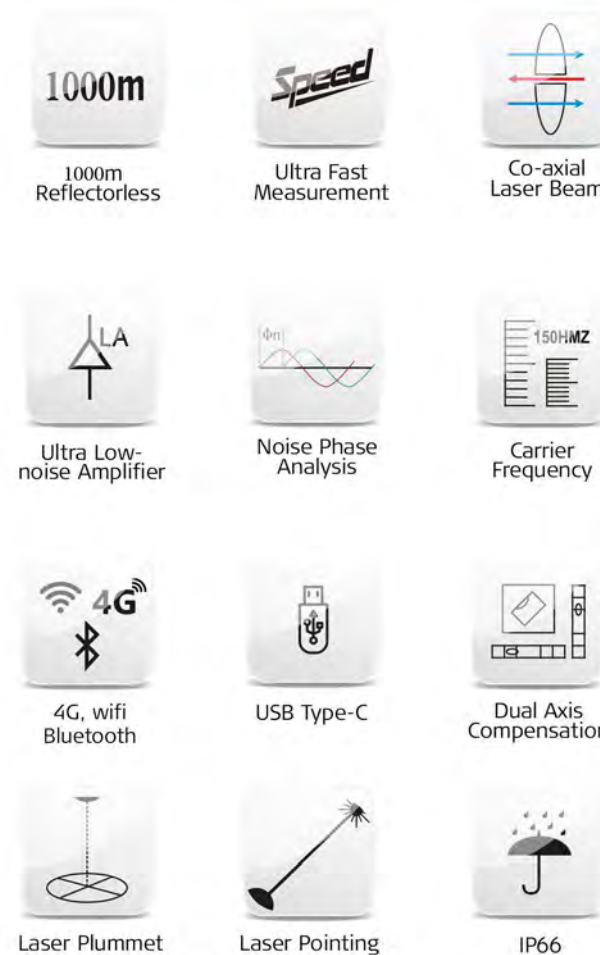 1000m
Speed
1000m
Reflectorless
Ultra Fast
Measurement
Co-axial
Laser Beam
LA
|Φn|
150HMZ
Ultra Low-
noise Amplifier
Noise Phase
Analysis
Carrier
Frequency
4G
4G, wifi
Bluetooth
USB Type-C
Dual Axis
Compensation
Laser Plummet
Laser Pointing
IP66